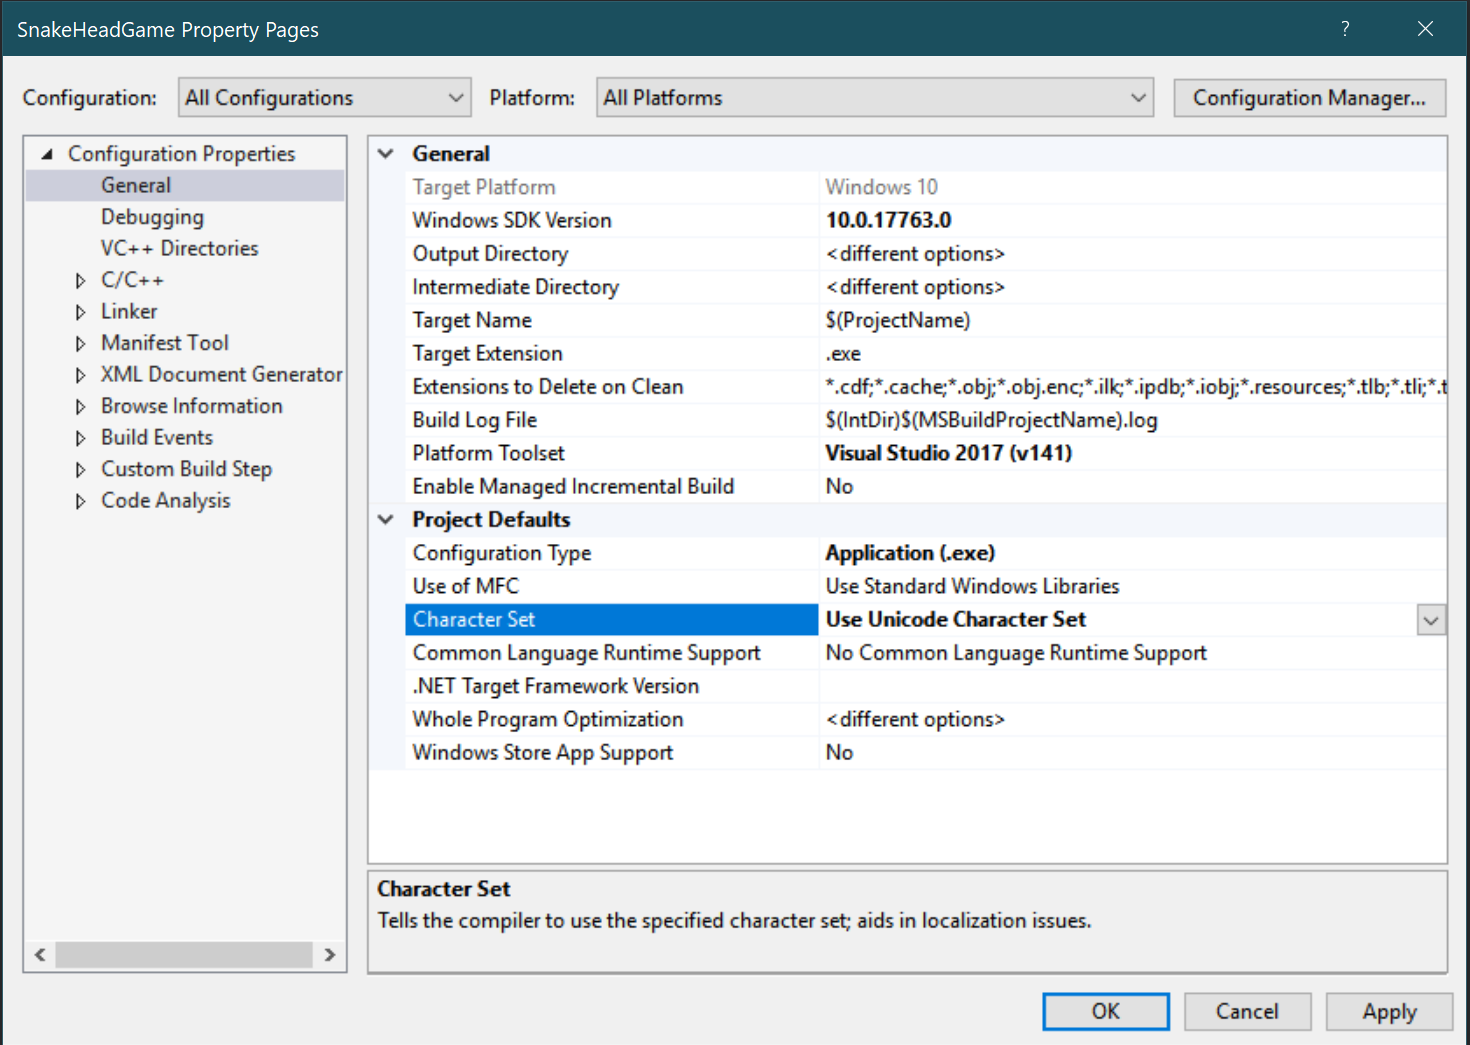 SnakeHeadGame Property Pages ?
Configuration: All Configurations Platform: All Platforms Configuration Manager...
Configuration Properties
General
Debugging
VC++ Directories
C/C++
Linker
Manifest Tool
XML Document Generator
Browse Information
Build Events
Custom Build Step
Code Analysis
General
Target Platform Windows 10
Windows SDK Version 10.0.17763.0
Output Directory <different options>
Intermediate Directory <different options>
Target Name $(ProjectName)
Target Extension .exe
Extensions to Delete on Clean *.cdf;*.cache;*.obj;*.obj.enc;*.ilk;*.ipdb;*.iobj;*.resources;*.tlb;*.tli;*.t
Build Log File $(IntDir)$(MSBuildProjectName).log
Platform Toolset Visual Studio 2017 (v141)
Enable Managed Incremental Build No
Project Defaults
Configuration Type Application (.exe)
Use of MFC Use Standard Windows Libraries
Character Set Use Unicode Character Set
Common Language Runtime Support No Common Language Runtime Support
.NET Target Framework Version
Whole Program Optimization <different options>
Windows Store App Support No
Character Set
Tells the compiler to use the specified character set; aids in localization issues.
OK Cancel Apply